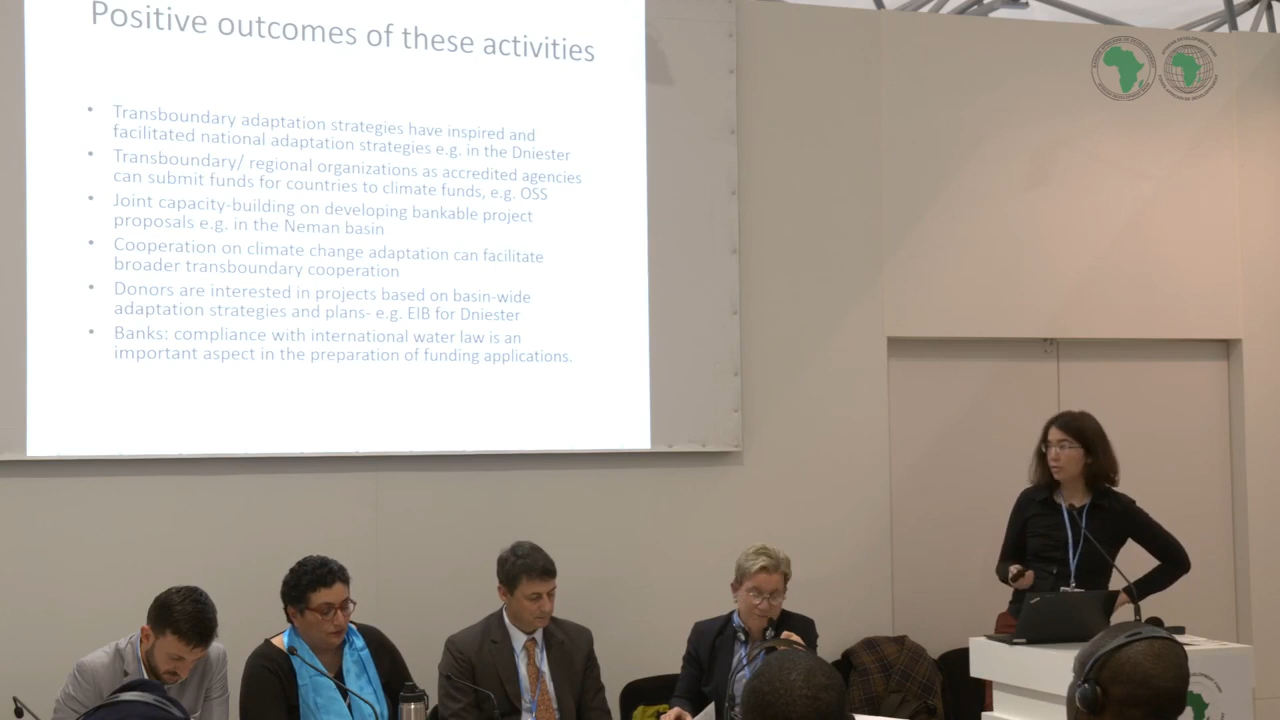 Positive outcomes of these activities
• Transboundary adaptation strategies have inspired and
facilitated national adaptation strategies e.g. in the Dniester
• Transboundary/ regional organizations as accredited agencies
can submit funds for countries to climate funds, e.g. OSS
• Joint capacity-building on developing bankable project
proposals e.g. in the Neman basin
• Cooperation on climate change adaptation can facilitate
broader transboundary cooperation
• Donors are interested in projects based on basin-wide
adaptation strategies and plans- e.g. EIB for Dniester
• Banks: compliance with international water law is an
important aspect in the preparation of funding applications.